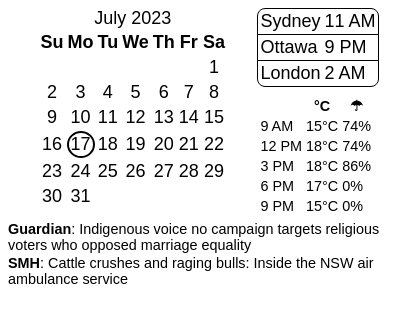 July 2023
Su Mo Tu We Th Fr Sa
1
2 3 4 5 6 7 8
9 10 11 12 13 14 15
16 17 18 19 20 21 22
23 24 25 26 27 28 29
30 31
Sydney 11 AM
Ottawa 9 PM
London 2 AM
°C ☂
9 AM 15°C 74%
12 PM 18°C 74%
3 PM 18°C 86%
6 PM 17°C 0%
9 PM 15°C 0%
Guardian: Indigenous voice no campaign targets religious
voters who opposed marriage equality
SMH: Cattle crushes and raging bulls: Inside the NSW air
ambulance service